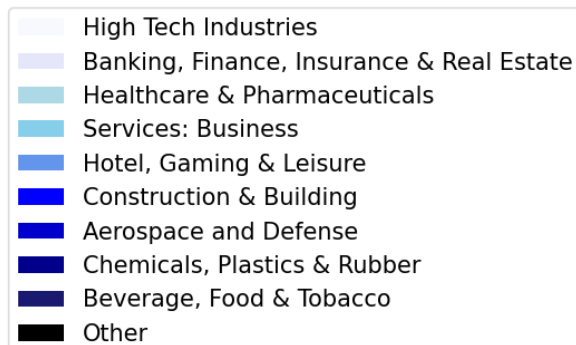 High Tech Industries
Banking, Finance, Insurance & Real Estate
Healthcare & Pharmaceuticals
Services: Business
Hotel, Gaming & Leisure
Construction & Building
Aerospace and Defense
Chemicals, Plastics & Rubber
Beverage, Food & Tobacco
Other